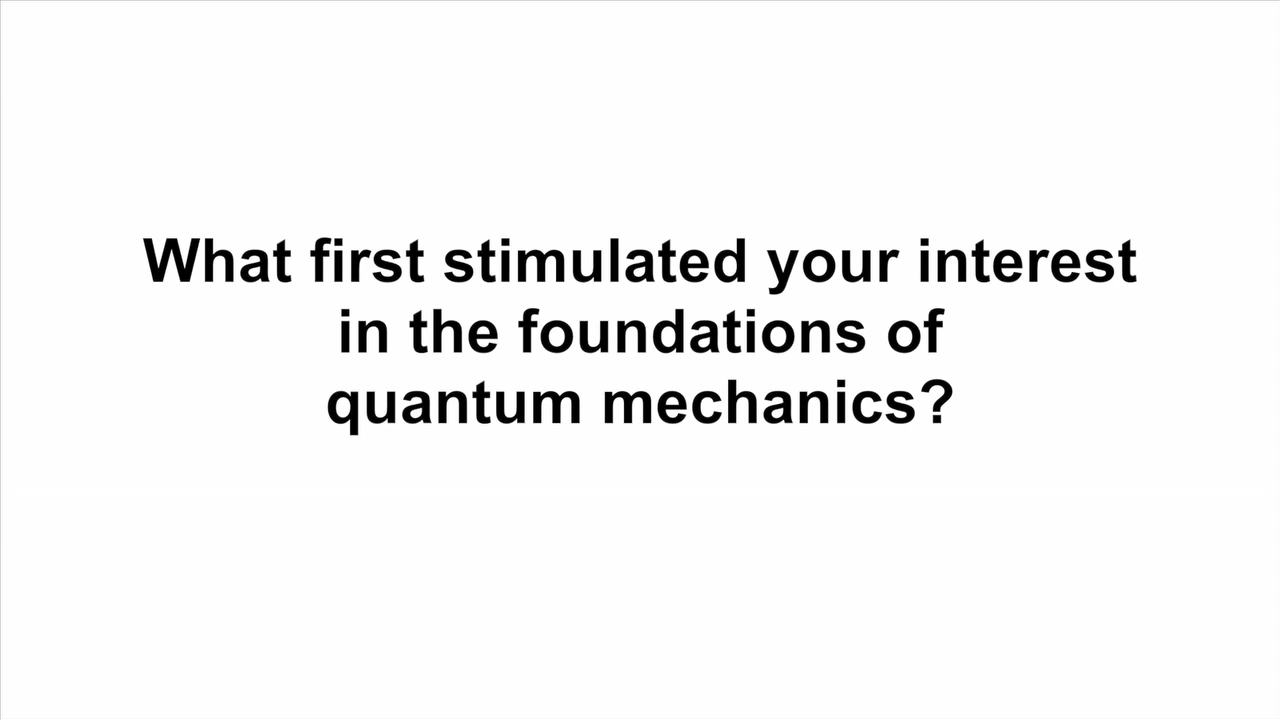 What first stimulated your interest
in the foundations of
quantum mechanics?